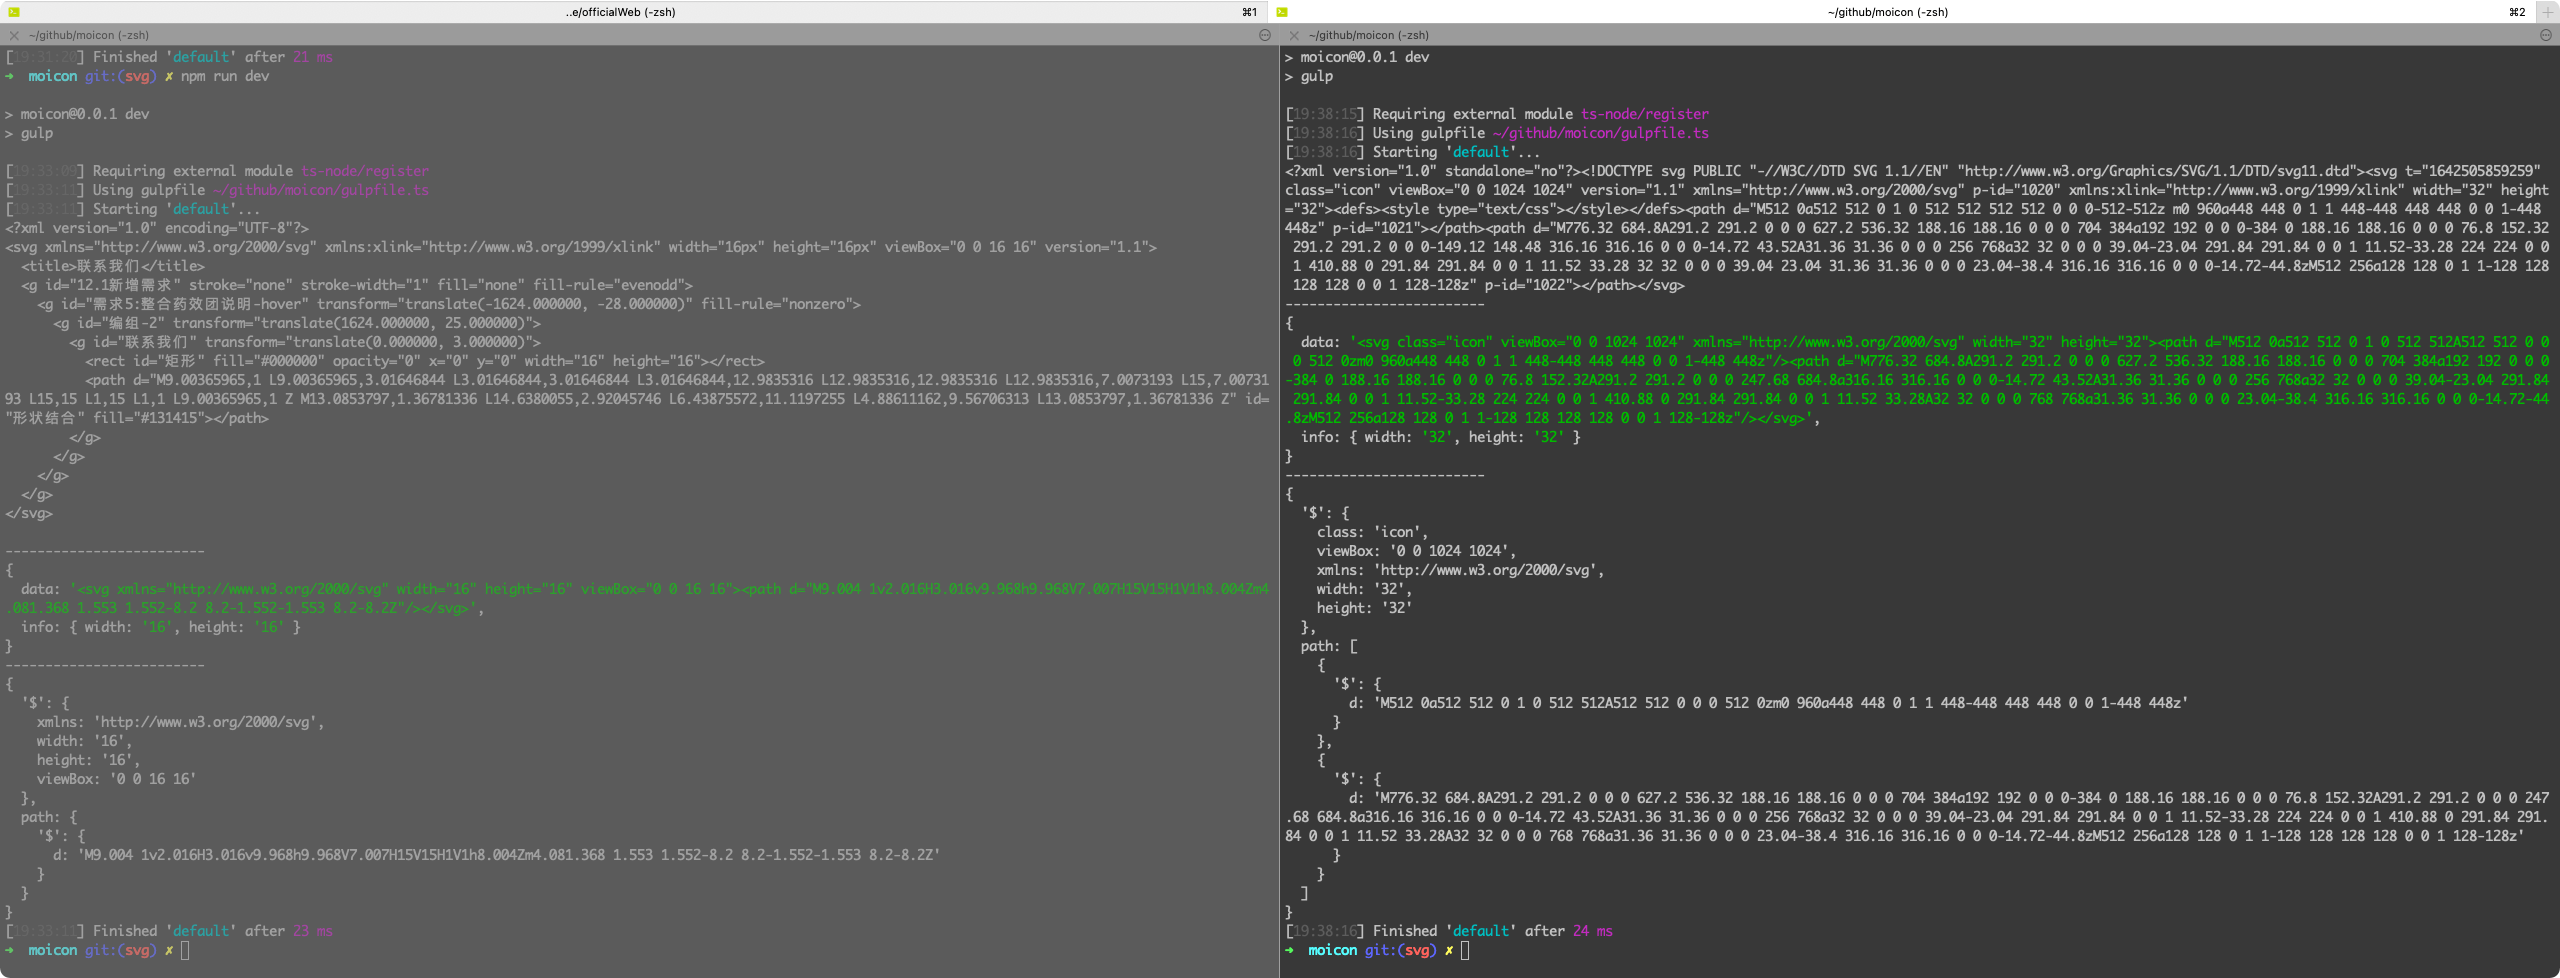 ..e/officialWeb (-zsh)
⌘1
~/github/moicon (-zsh)
[19:31:20] Finished 'default' after 21 ms
➜  moicon git:(svg) ✗ npm run dev
> moicon@0.0.1 dev
> gulp
[19:33:09] Requiring external module ts-node/register
[19:33:11] Using gulpfile ~/github/moicon/gulpfile.ts
[19:33:11] Starting 'default'...
<?xml version="1.0" encoding="UTF-8"?>
<svg xmlns="http://www.w3.org/2000/svg" xmlns:xlink="http://www.w3.org/1999/xlink" width="16px" height="16px" viewBox="0 0 16 16" version="1.1">
  <title>联系我们</title>
  <g id="12.1新增需求" stroke="none" stroke-width="1" fill="none" fill-rule="evenodd">
    <g id="需求5:整合药效团说明-hover" transform="translate(-1624.000000, -28.000000)" fill-rule="nonzero">
      <g id="编组-2" transform="translate(1624.000000, 25.000000)">
        <g id="联系我们" transform="translate(0.000000, 3.000000)">
          <rect id="矩形" fill="#000000" opacity="0" x="0" y="0" width="16" height="16"></rect>
          <path d="M9.00365965,1 L9.00365965,3.01646844 L3.01646844,3.01646844 L3.01646844,12.9835316 L12.9835316,12.9835316 L12.9835316,7.0073193 L15,7.00731
93 L15,15 L1,15 L1,1 L9.00365965,1 Z M13.0853797,1.36781336 L14.6380055,2.92045746 L6.43875572,11.1197255 L4.88611162,9.56706313 L13.0853797,1.36781336 Z" id=
"形状结合" fill="#131415"></path>
        </g>
      </g>
    </g>
  </g>
</svg>
-------------------------
{
  data: '<svg xmlns="http://www.w3.org/2000/svg" width="16" height="16" viewBox="0 0 16 16"><path d="M9.004 1v2.016H3.016v9.968h9.968V7.007H15V15H1V1h8.004Zm4
.081.368 1.553 1.552-8.2 8.2-1.552-1.553 8.2-8.2Z"/></svg>',
  info: { width: '16', height: '16' }
}
-------------------------
{
  '$': {
    xmlns: 'http://www.w3.org/2000/svg',
    width: '16',
    height: '16',
    viewBox: '0 0 16 16'
  },
  path: {
    '$': {
      d: 'M9.004 1v2.016H3.016v9.968h9.968V7.007H15V15H1V1h8.004Zm4.081.368 1.553 1.552-8.2 8.2-1.552-1.553 8.2-8.2Z'
    }
  }
}
[19:33:11] Finished 'default' after 23 ms
➜  moicon git:(svg) ✗
~/github/moicon (-zsh)
⌘2
~/github/moicon (-zsh)
> moicon@0.0.1 dev
> gulp
[19:38:15] Requiring external module ts-node/register
[19:38:16] Using gulpfile ~/github/moicon/gulpfile.ts
[19:38:16] Starting 'default'...
<?xml version="1.0" standalone="no"?><!DOCTYPE svg PUBLIC "-//W3C//DTD SVG 1.1//EN" "http://www.w3.org/Graphics/SVG/1.1/DTD/svg11.dtd"><svg t="1642505859259"
class="icon" viewBox="0 0 1024 1024" version="1.1" xmlns="http://www.w3.org/2000/svg" p-id="1020" xmlns:xlink="http://www.w3.org/1999/xlink" width="32" height
="32"><defs><style type="text/css"></style></defs><path d="M512 0a512 512 0 1 0 512 512 512 512 0 0 0-512-512z m0 960a448 448 0 1 1 448-448 448 448 0 0 1-448
448z" p-id="1021"></path><path d="M776.32 684.8A291.2 291.2 0 0 0 627.2 536.32 188.16 188.16 0 0 0 704 384a192 192 0 0 0-384 0 188.16 188.16 0 0 0 76.8 152.32
 291.2 291.2 0 0 0-149.12 148.48 316.16 316.16 0 0 0-14.72 43.52A31.36 31.36 0 0 0 256 768a32 32 0 0 0 39.04-23.04 291.84 291.84 0 0 1 11.52-33.28 224 224 0 0
 1 410.88 0 291.84 291.84 0 0 1 11.52 33.28 32 32 0 0 0 39.04 23.04 31.36 31.36 0 0 0 23.04-38.4 316.16 316.16 0 0 0-14.72-44.8zM512 256a128 128 0 1 1-128 128
 128 128 0 0 1 128-128z" p-id="1022"></path></svg>
-------------------------
{
  data: '<svg class="icon" viewBox="0 0 1024 1024" xmlns="http://www.w3.org/2000/svg" width="32" height="32"><path d="M512 0a512 512 0 1 0 512 512A512 512 0 0
 0 512 0zm0 960a448 448 0 1 1 448-448 448 448 0 0 1-448 448z"/><path d="M776.32 684.8A291.2 291.2 0 0 0 627.2 536.32 188.16 188.16 0 0 0 704 384a192 192 0 0 0
-384 0 188.16 188.16 0 0 0 76.8 152.32A291.2 291.2 0 0 0 247.68 684.8a316.16 316.16 0 0 0-14.72 43.52A31.36 31.36 0 0 0 256 768a32 32 0 0 0 39.04-23.04 291.84
 291.84 0 0 1 11.52-33.28 224 224 0 0 1 410.88 0 291.84 291.84 0 0 1 11.52 33.28A32 32 0 0 0 768 768a31.36 31.36 0 0 0 23.04-38.4 316.16 316.16 0 0 0-14.72-44
.8zM512 256a128 128 0 1 1-128 128 128 128 0 0 1 128-128z"/></svg>',
  info: { width: '32', height: '32' }
}
-------------------------
{
  '$': {
    class: 'icon',
    viewBox: '0 0 1024 1024',
    xmlns: 'http://www.w3.org/2000/svg',
    width: '32',
    height: '32'
  },
  path: [
    {
      '$': {
        d: 'M512 0a512 512 0 1 0 512 512A512 512 0 0 0 512 0zm0 960a448 448 0 1 1 448-448 448 448 0 0 1-448 448z'
      }
    },
    {
      '$': {
        d: 'M776.32 684.8A291.2 291.2 0 0 0 627.2 536.32 188.16 188.16 0 0 0 704 384a192 192 0 0 0-384 0 188.16 188.16 0 0 0 76.8 152.32A291.2 291.2 0 0 0 247
.68 684.8a316.16 316.16 0 0 0-14.72 43.52A31.36 31.36 0 0 0 256 768a32 32 0 0 0 39.04-23.04 291.84 291.84 0 0 1 11.52-33.28 224 224 0 0 1 410.88 0 291.84 291.
84 0 0 1 11.52 33.28A32 32 0 0 0 768 768a31.36 31.36 0 0 0 23.04-38.4 316.16 316.16 0 0 0-14.72-44.8zM512 256a128 128 0 1 1-128 128 128 128 0 0 1 128-128z'
      }
    }
  ]
}
[19:38:16] Finished 'default' after 24 ms
➜  moicon git:(svg) ✗